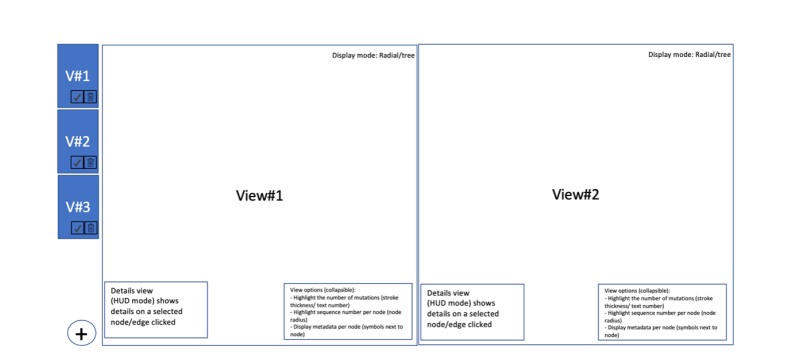 V#1
V#2
V#3
+
Display mode: Radial/tree
View#1
Details view
(HUD mode) shows
details on a selected
node/edge clicked
View options (collapsible):
- Highlight the number of mutations (stroke
thickness/ text number)
- Highlight sequence number per node (node
radius)
- Display metadata per node (symbols next to
node)
Display mode: Radial/tree
View#2
Details view
(HUD mode) shows
details on a selected
node/edge clicked
View options (collapsible):
- Highlight the number of mutations (stroke
thickness/ text number)
- Highlight sequence number per node (node
radius)
- Display metadata per node (symbols next to
node)